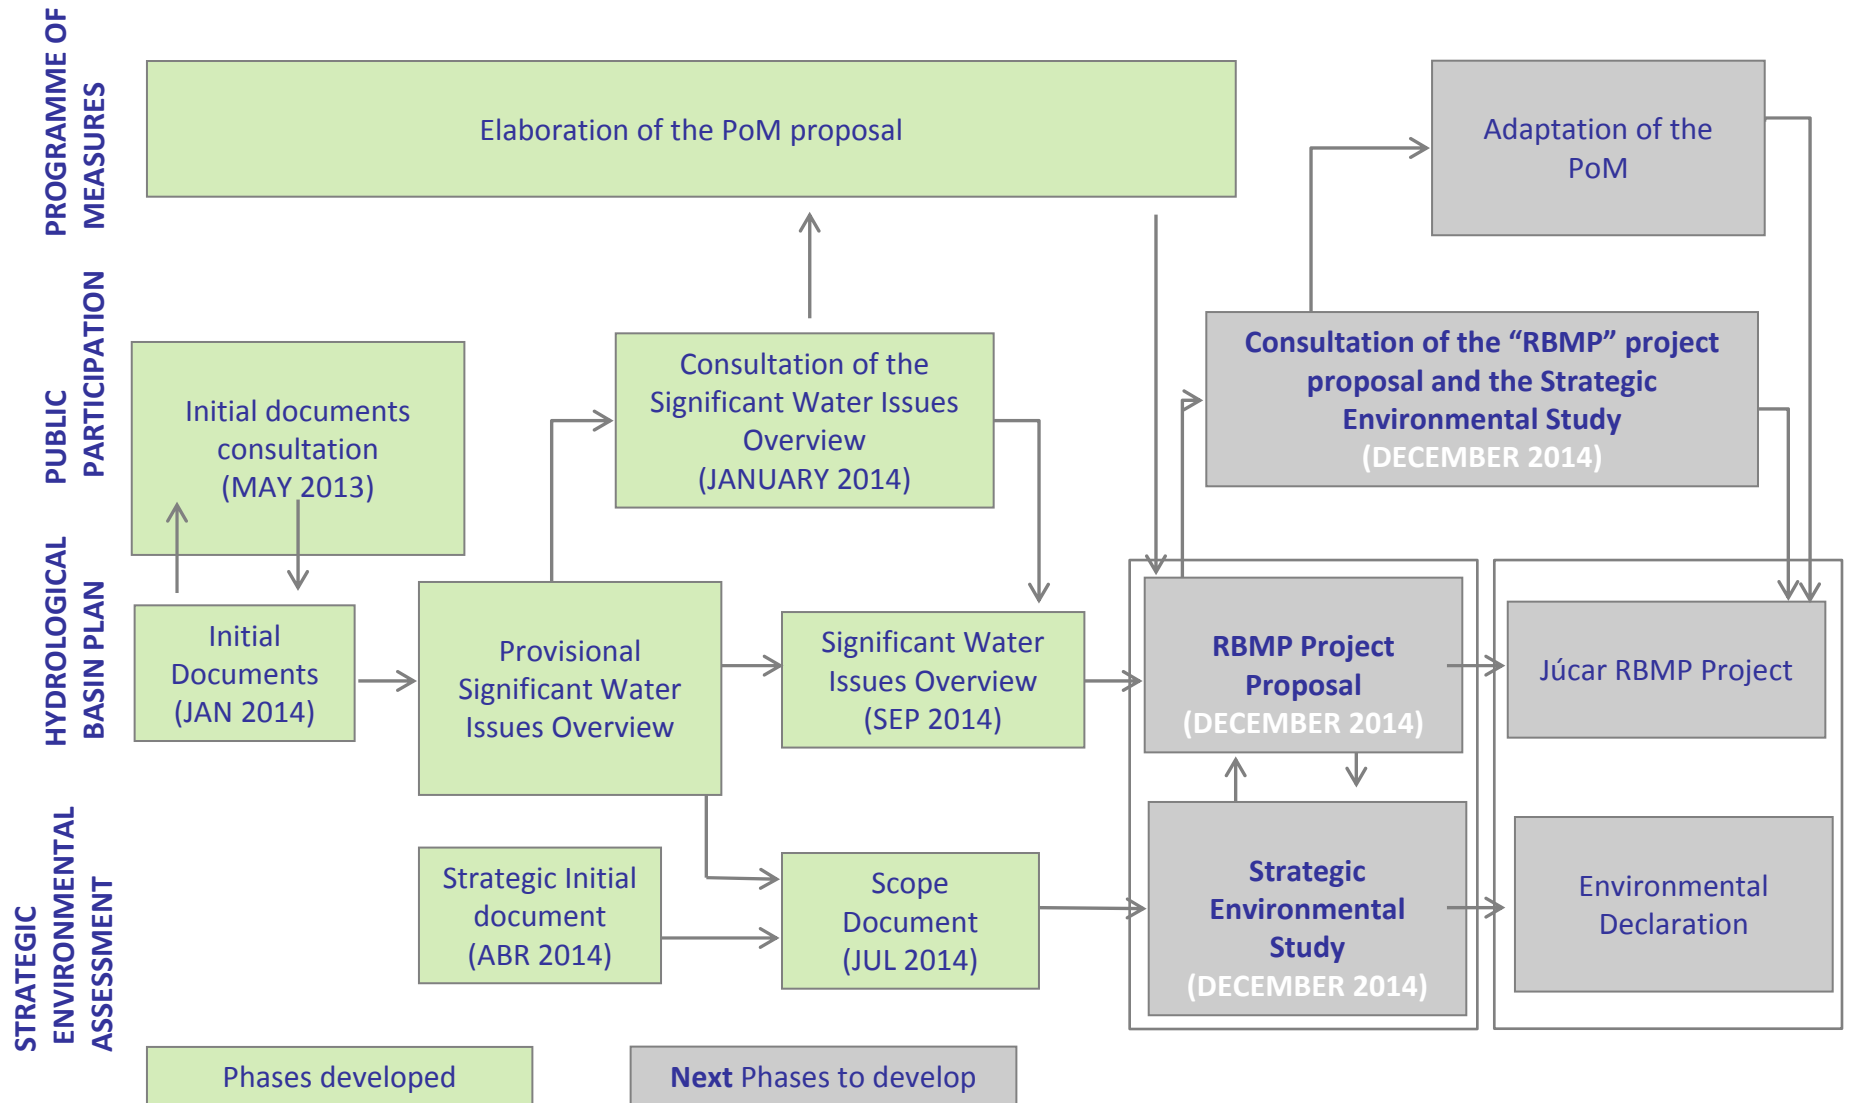 PROGRAMME OF
MEASURES
Elaboration of the PoM proposal
Adaptation of the
PoM
PUBLIC
PARTICIPATION
Initial documents
consultation
(MAY 2013)
Consultation of the
Significant Water Issues
Overview
(JANUARY 2014)
Consultation of the “RBMP” project
proposal and the Strategic
Environmental Study
(DECEMBER 2014)
HYDROLOGICAL
BASIN PLAN
Initial
Documents
(JAN 2014)
Provisional
Significant Water
Issues Overview
Significant Water
Issues Overview
(SEP 2014)
RBMP Project
Proposal
(DECEMBER 2014)
Júcar RBMP Project
STRATEGIC
ENVIRONMENTAL
ASSESSMENT
Strategic Initial
document
(ABR 2014)
Scope
Document
(JUL 2014)
Strategic
Environmental
Study
(DECEMBER 2014)
Environmental
Declaration
Phases developed
Next Phases to develop